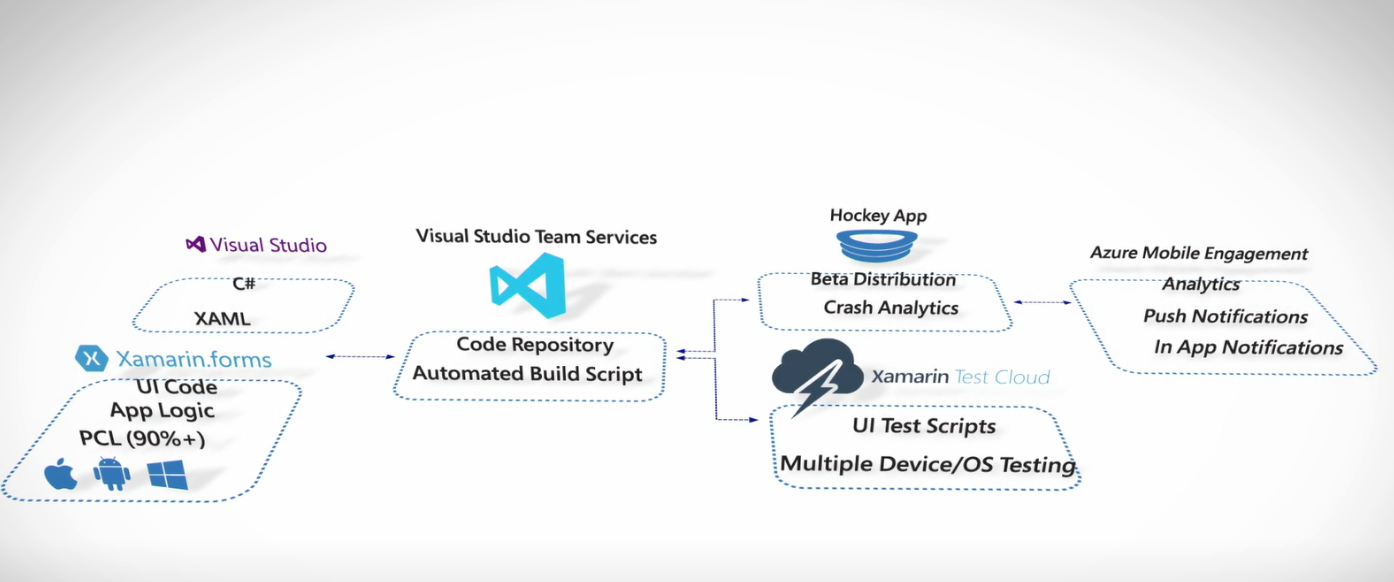 Visual Studio
C#
XAML
Xamarin.forms
UI Code
App Logic
PCL (90%+)
Visual Studio Team Services
Code Repository
Automated Build Script
Hockey App
Beta Distribution
Crash Analytics
Xamarin Test Cloud
UI Test Scripts
Multiple Device/OS Testing
Azure Mobile Engagement
Analytics
Push Notifications
In App Notifications